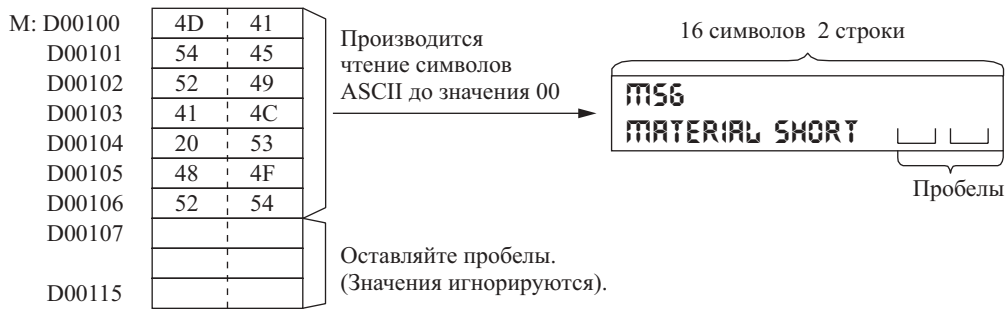 M: D00100 4D 41
D00101 54 45
D00102 52 49
D00103 41 4C
D00104 20 53
D00105 48 4F
D00106 52 54
D00107
D00115
Производится
чтение символов
ASCII до значения 00
Оставляйте пробелы.
(Значения игнорируются).
16 символов 2 строки
MSG
MATERIAL SHORT
Пробелы